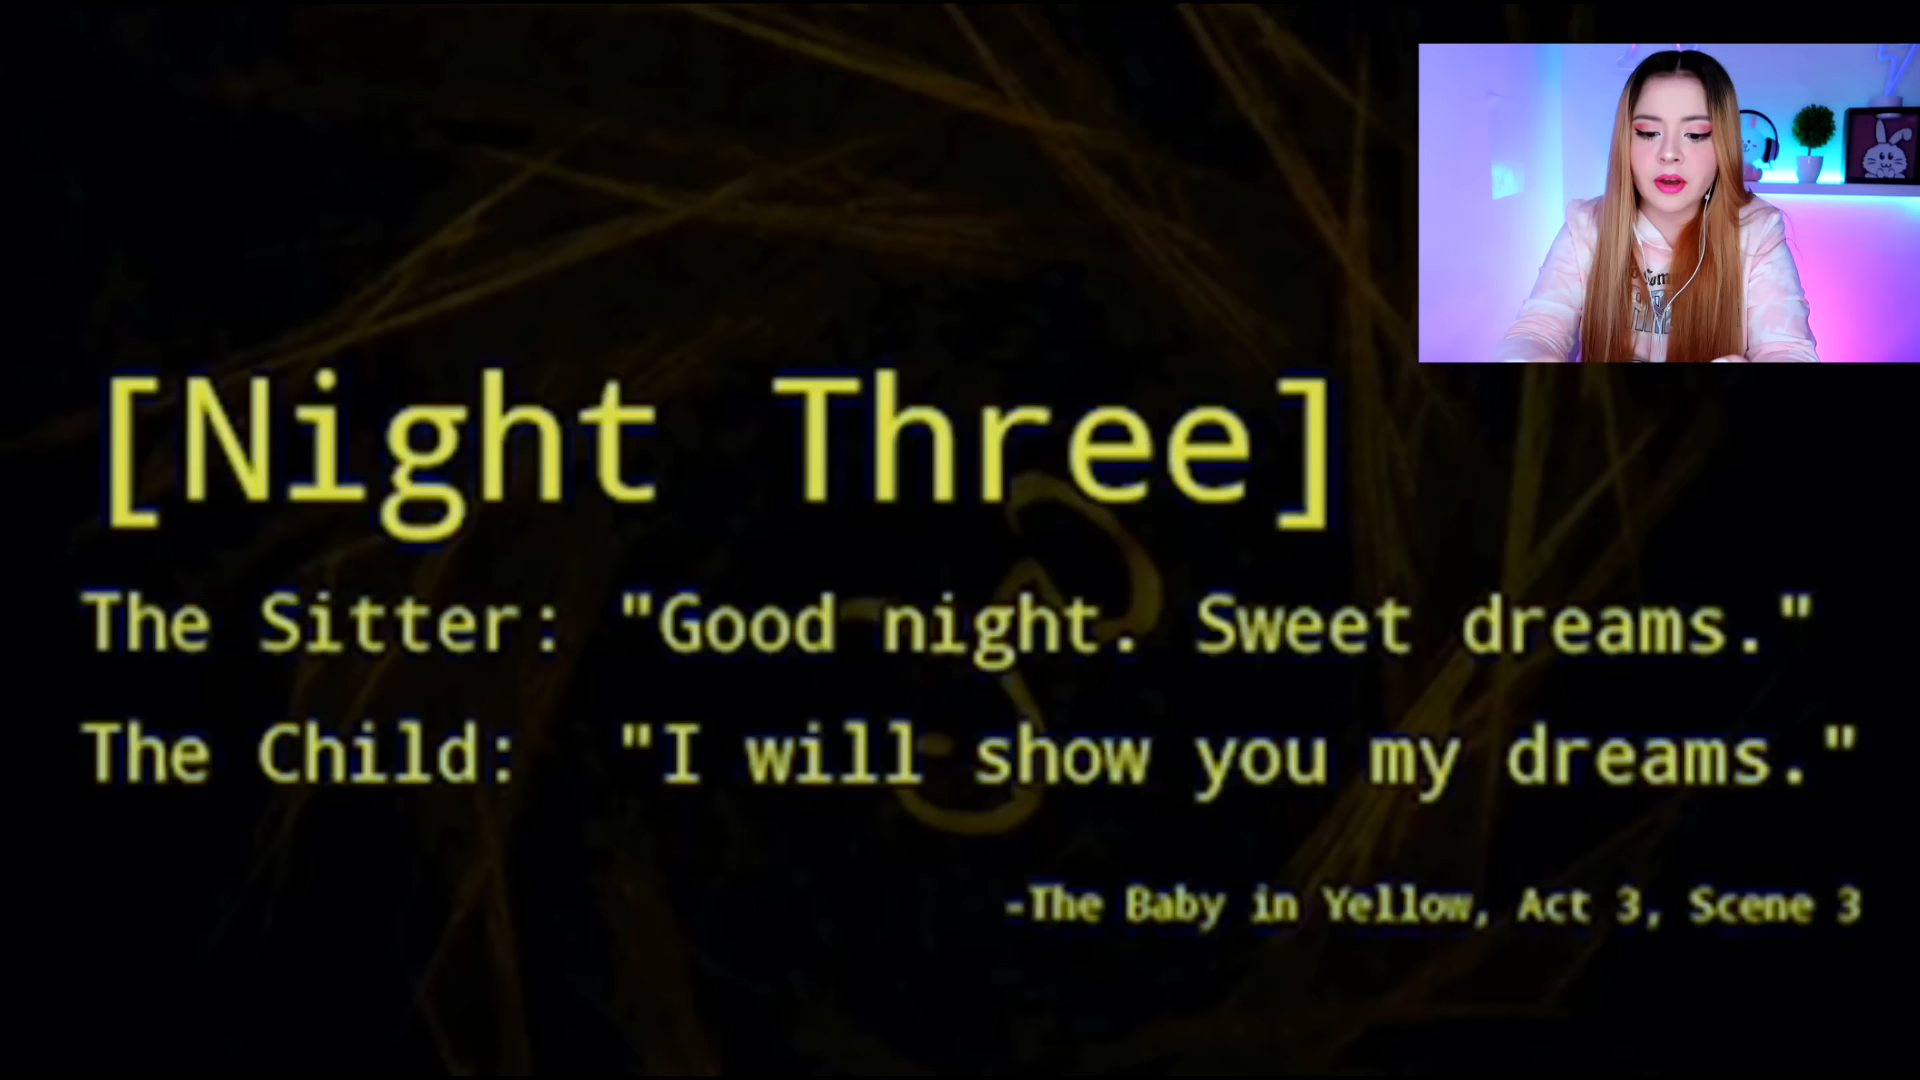 [Night Three]
The Sitter: "Good night. Sweet dreams."
The Child: "I will show you my dreams."
-The Baby in Yellow, Act 3, Scene 3